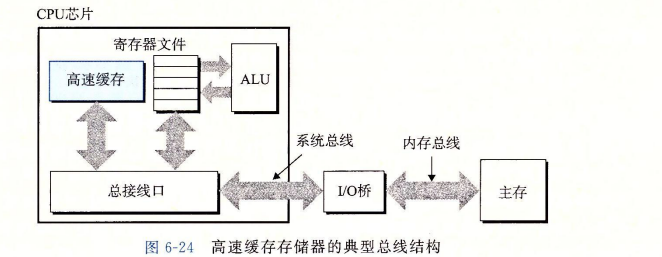 CPU芯片
寄存器文件
高速缓存
ALU
系统总线
内存总线
总接线口
I/O桥
主存
图 6-24 高速缓存存储器的典型总线结构